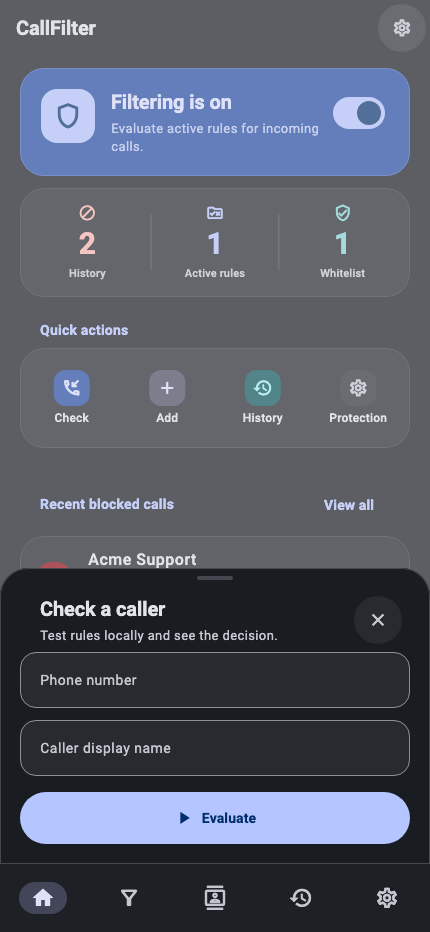 CallFilter
Filtering is on
Evaluate active rules for incoming
calls.
2
1
1
History
Active rules
Whitelist
Quick actions
Check
Add
History
Protection
Recent blocked calls
View all
Acme Support
Check a caller
Test rules locally and see the decision.
Phone number
Caller display name
Evaluate